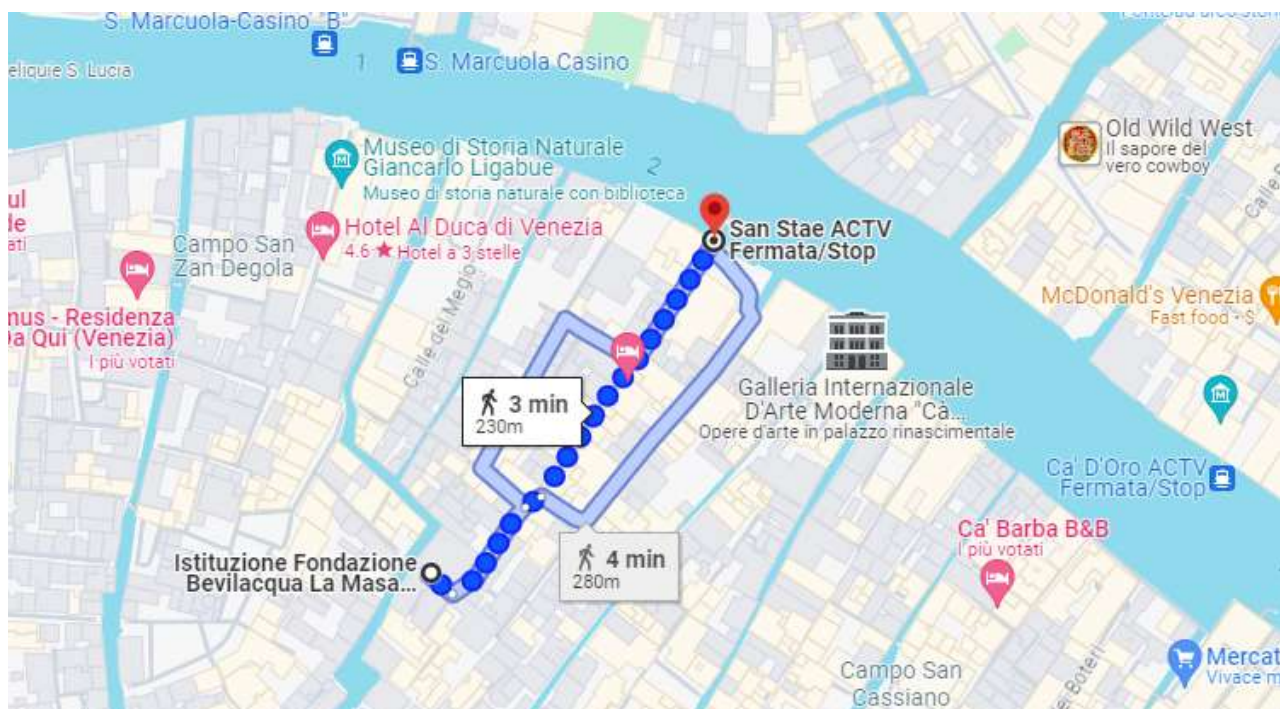 S. Marcuola-Casino' "B"
S. Marcuola Casino
1
eliquie S. Lucia
Museo di Storia Naturale
Giancarlo Ligabue
Museo di storia naturale con biblioteca
2
Old Wild West
Il sapore del
vero cowboy
Hotel Al Duca di Venezia
4.6 ★ Hotel a 3 stelle
San Stae ACTV
Fermata/Stop
Campo San
Zan Degola
McDonald's Venezia
Fast food · $
Residenza
Qui (Venezia)
I più votati
Calle del Megio
3 min
230m
Galleria Internazionale
D'Arte Moderna "Ca....
Opere d'arte in palazzo rinascimentale
Ca' D'Oro ACTV
Fermata/Stop
Istituzione Fondazione
Bevilacqua La Masa...
4 min
280m
Ca' Barba B&B
I più votati
Campo San
Cassiano
Boteri
Mercat
Vivace m